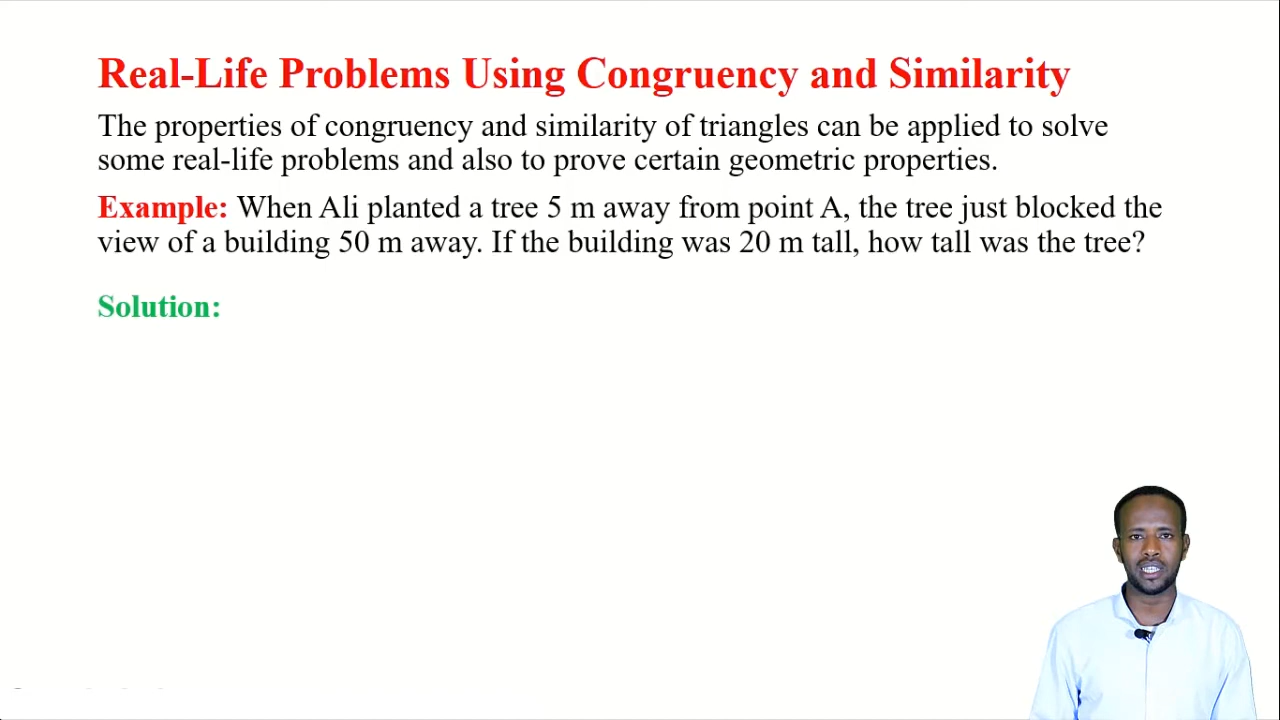 Real-Life Problems Using Congruency and Similarity
The properties of congruency and similarity of triangles can be applied to solve
some real-life problems and also to prove certain geometric properties.
Example: When Ali planted a tree 5 m away from point A, the tree just blocked the
view of a building 50 m away. If the building was 20 m tall, how tall was the tree?
Solution: